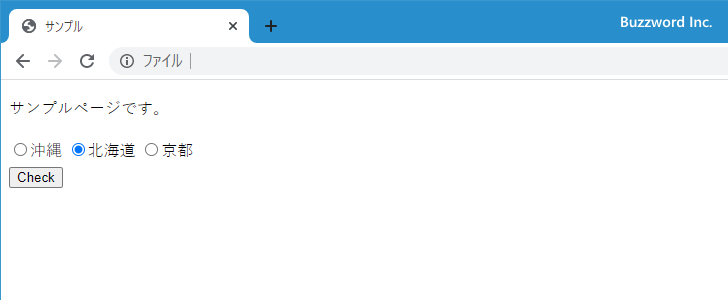 サンプル
Buzzword Inc.
ファイル
サンプルページです。
沖縄 北海道 京都
Check